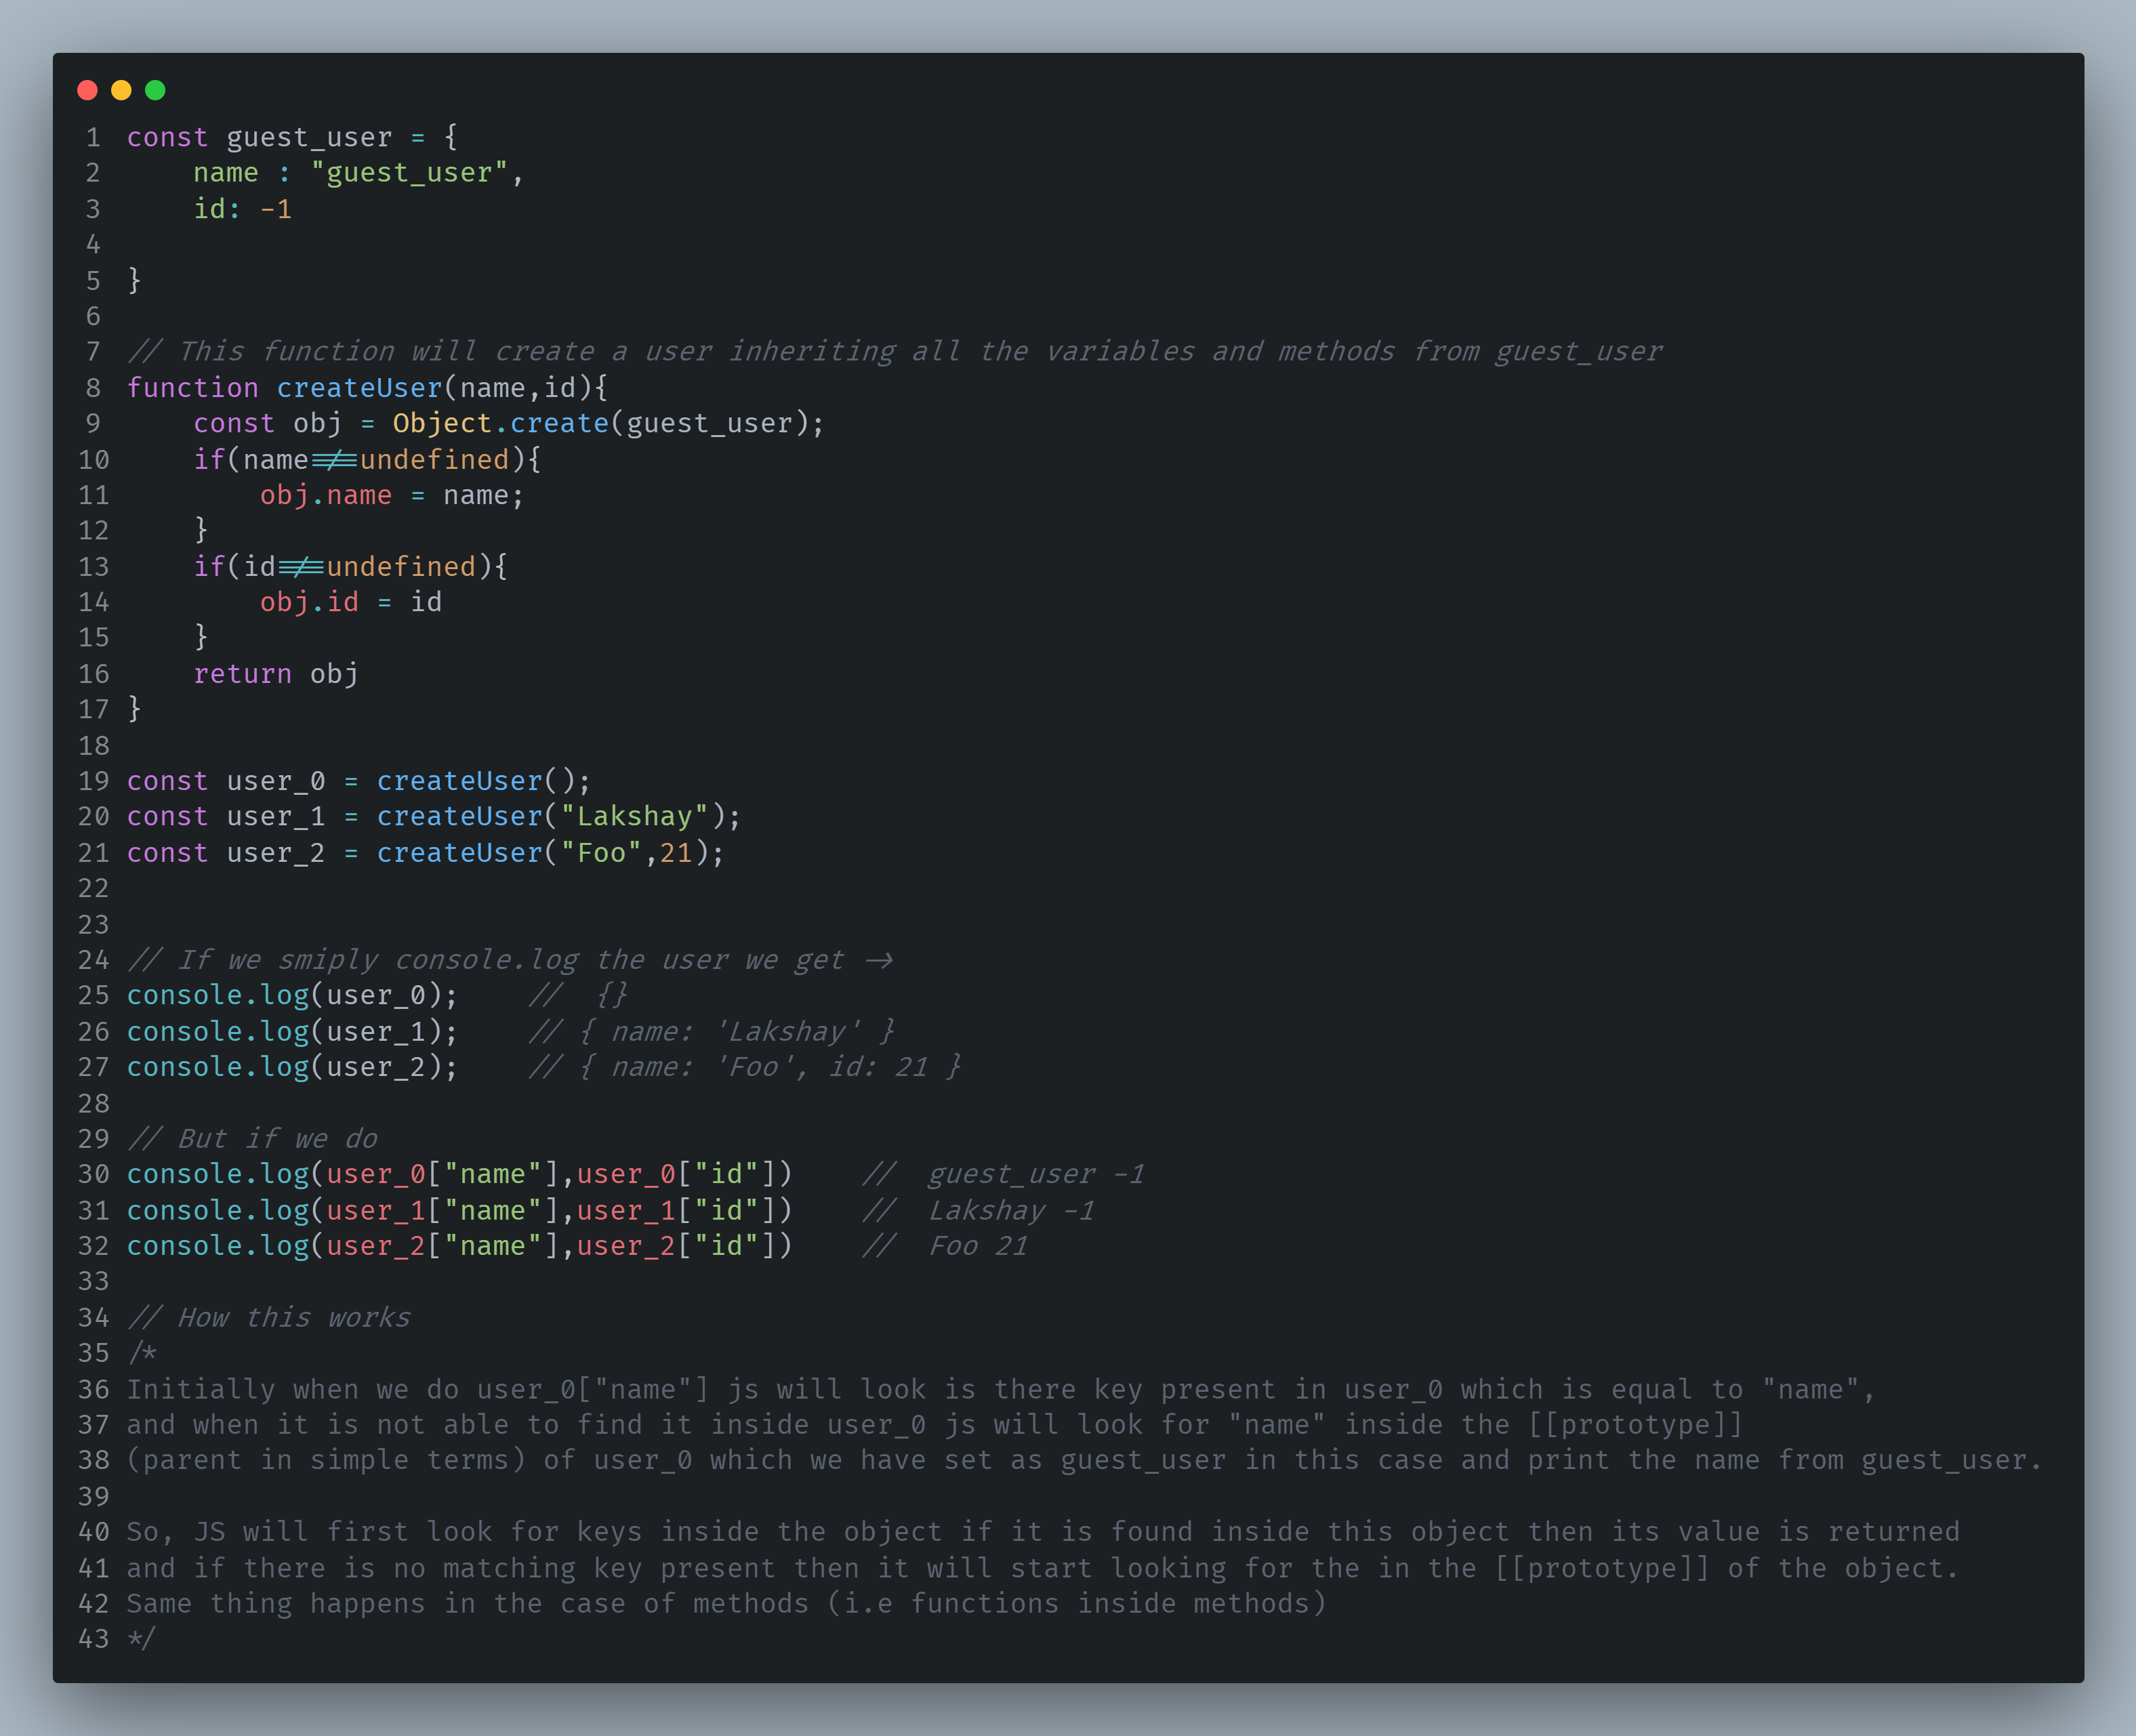 1 const guest_user = {
2     name : "guest_user",
3     id: -1
4
5 }
6
7 // This function will create a user inheriting all the variables and methods from guest_user
8 function createUser(name,id){
9     const obj = Object.create(guest_user);
10     if(name!==undefined){
11         obj.name = name;
12     }
13     if(id!==undefined){
14         obj.id = id
15     }
16     return obj
17 }
18
19 const user_0 = createUser();
20 const user_1 = createUser("Lakshay");
21 const user_2 = createUser("Foo",21);
22
23
24 // If we smiply console.log the user we get ->
25 console.log(user_0);    //  {}
26 console.log(user_1);    // { name: 'Lakshay' }
27 console.log(user_2);    // { name: 'Foo', id: 21 }
28
29 // But if we do
30 console.log(user_0["name"],user_0["id"])    //  guest_user -1
31 console.log(user_1["name"],user_1["id"])    //  Lakshay -1
32 console.log(user_2["name"],user_2["id"])    //  Foo 21
33
34 // How this works
35 /*
36 Initially when we do user_0["name"] js will look is there key present in user_0 which is equal to "name",
37 and when it is not able to find it inside user_0 js will look for "name" inside the [[prototype]]
38 (parent in simple terms) of user_0 which we have set as guest_user in this case and print the name from guest_user.
39
40 So, JS will first look for keys inside the object if it is found inside this object then its value is returned
41 and if there is no matching key present then it will start looking for the in the [[prototype]] of the object.
42 Same thing happens in the case of methods (i.e functions inside methods)
43 */